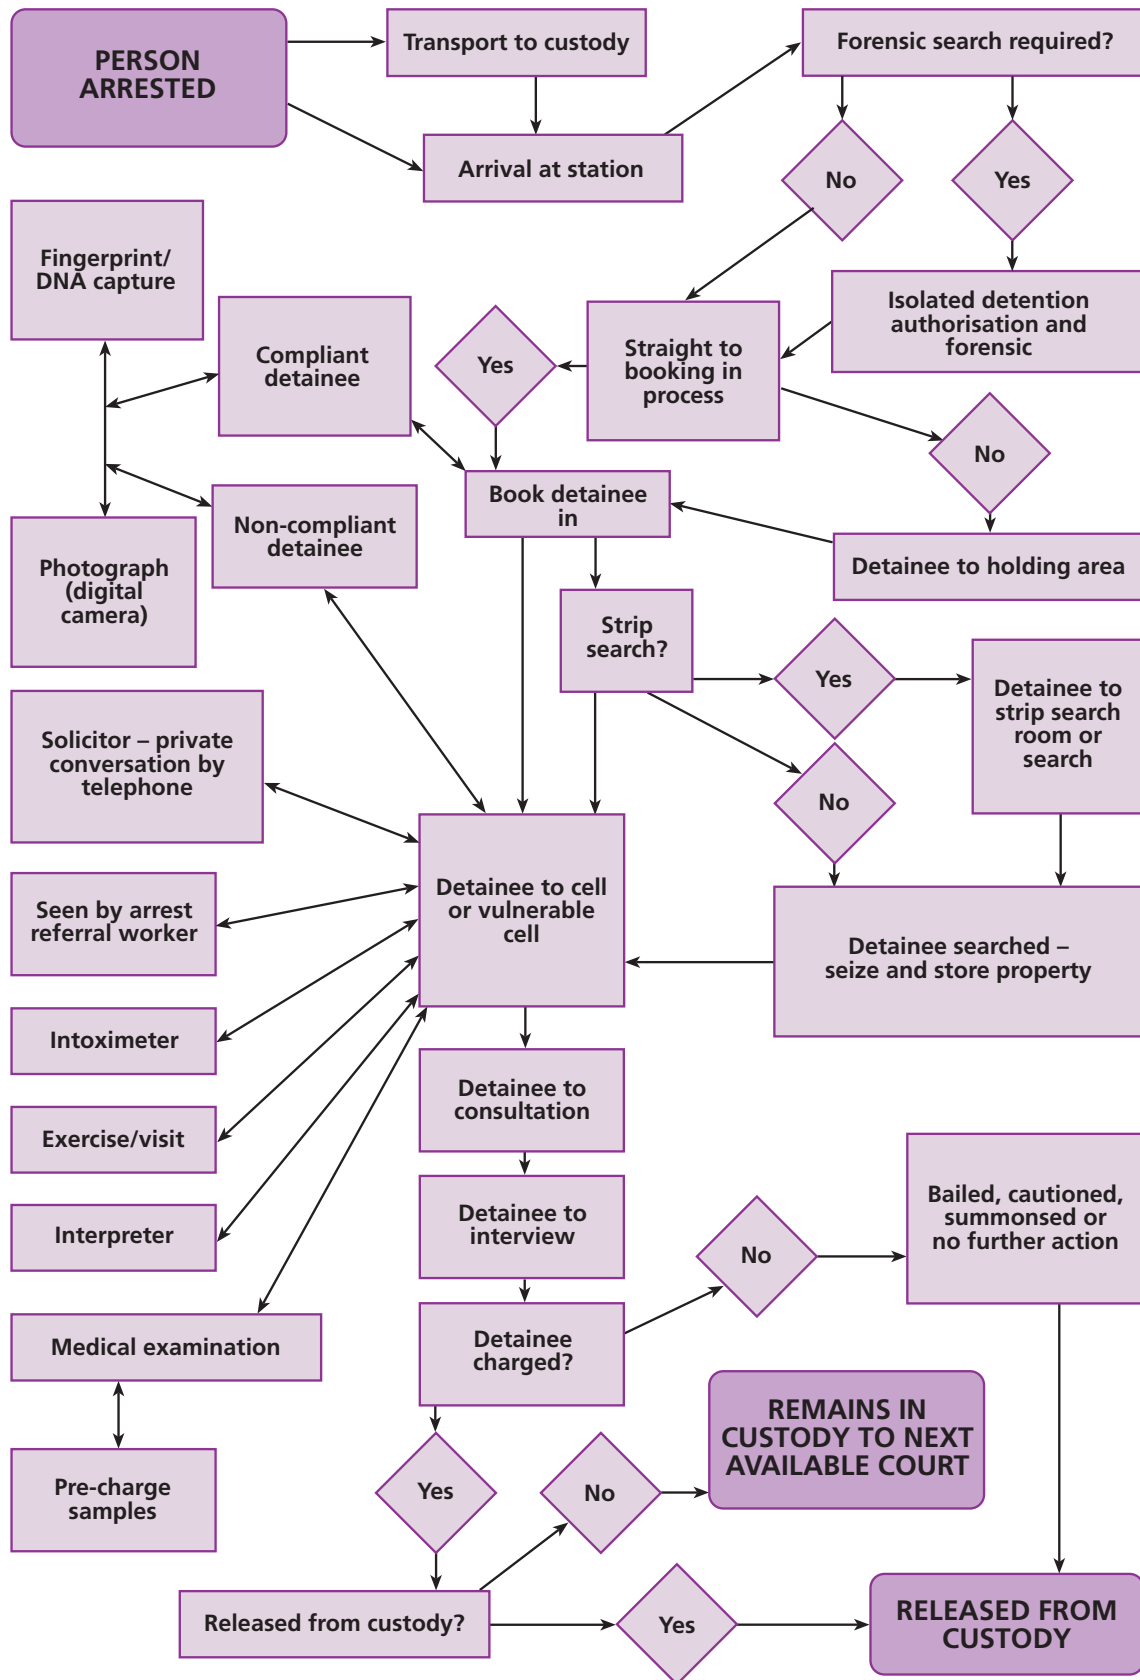 PERSON
ARRESTED
Transport to custody
Forensic search required?
Arrival at station
No
Yes
Fingerprint/
DNA capture
Compliant
detainee
Yes
Straight to
booking in
process
Isolated detention
authorisation and
forensic
No
Book detainee
in
Non-compliant
detainee
Photograph
(digital
camera)
Detainee to holding area
Strip
search?
Yes
Detainee to
strip search
room or
search
Solicitor – private
conversation by
telephone
No
Detainee to cell
or vulnerable
cell
Seen by arrest
referral worker
Detainee searched –
seize and store property
Intoximeter
Detainee to
consultation
Exercise/visit
Interpreter
Detainee to
interview
No
Bailed, cautioned,
summonsed or
no further action
Medical examination
Detainee
charged?
REMAINS IN
CUSTODY TO NEXT
AVAILABLE COURT
Pre-charge
samples
Yes
No
Released from custody?
Yes
RELEASED FROM
CUSTODY